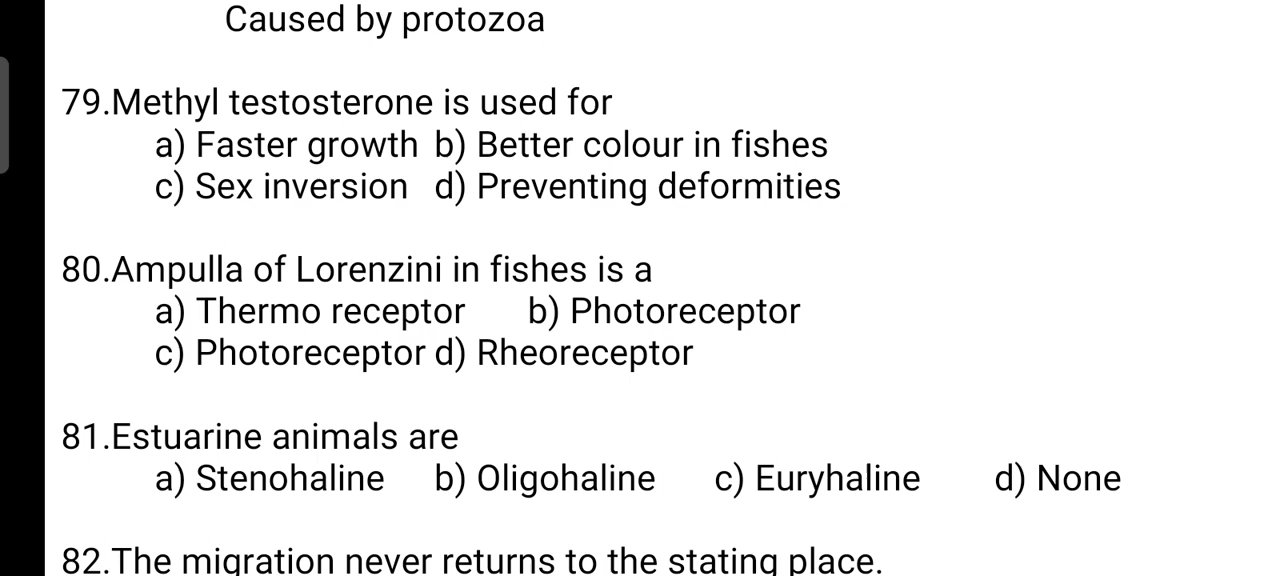 Caused by protozoa
79.Methyl testosterone is used for
a) Faster growth b) Better colour in fishes
c) Sex inversion d) Preventing deformities
80.Ampulla of Lorenzini in fishes is a
a) Thermo receptor b) Photoreceptor
c) Photoreceptor d) Rheoreceptor
81.Estuarine animals are
a) Stenohaline b) Oligohaline c) Euryhaline d) None
82.The migration never returns to the stating place.